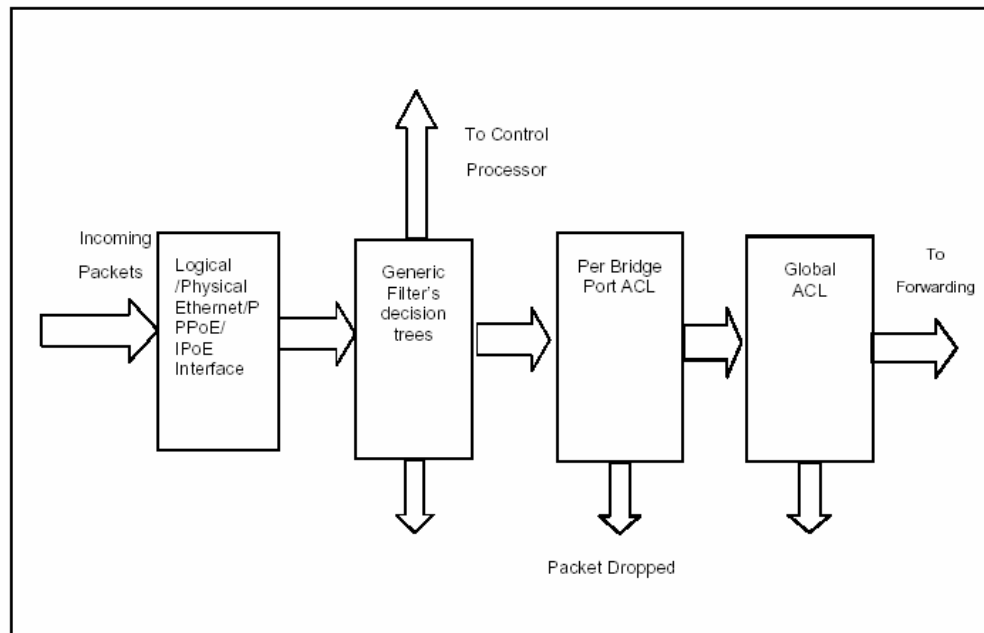 Incoming
Packets
Logical
/Physical
Ethernet/P
PPoE/
IPoE
Interface
To Control
Processor
Generic
Filter's
decision
trees
Per Bridge
Port ACL
Global
ACL
To
Forwarding
Packet Dropped